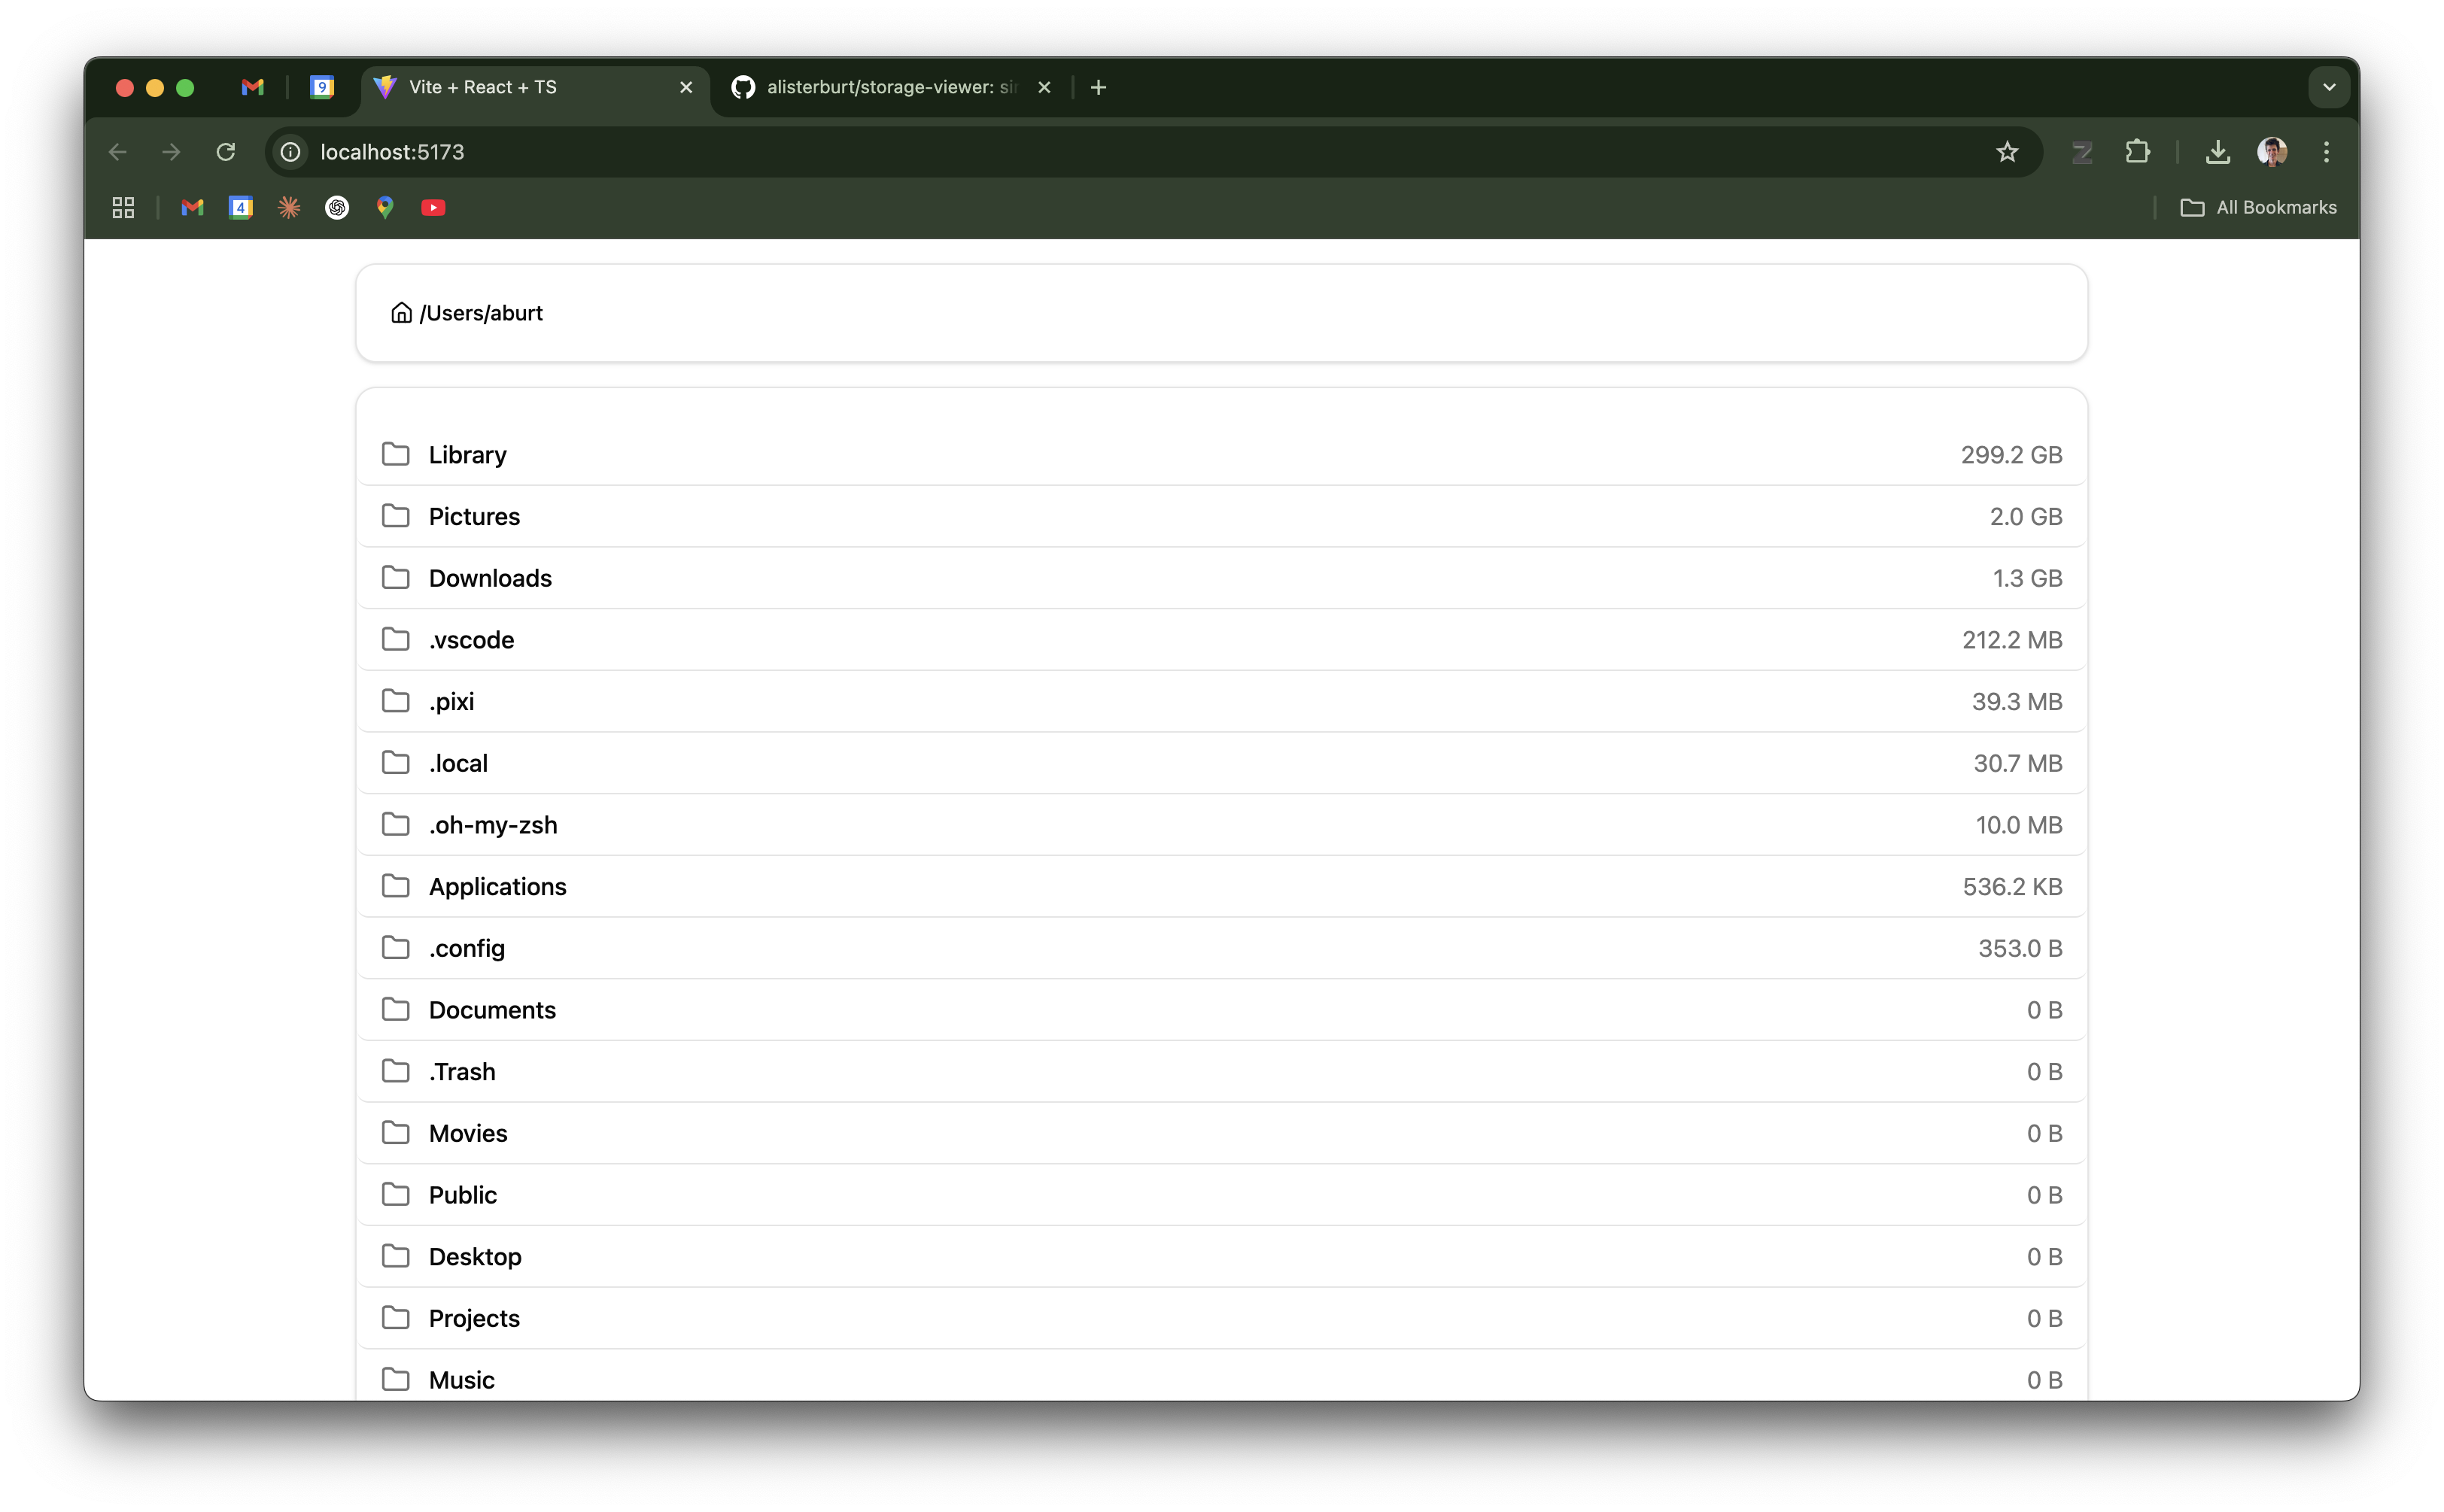 9
Vite + React + TS
alisterburt/storage-viewer: si
localhost:5173
4
All Bookmarks
/Users/aburt
Library 299.2 GB
Pictures 2.0 GB
Downloads 1.3 GB
.vscode 212.2 MB
.pixi 39.3 MB
.local 30.7 MB
.oh-my-zsh 10.0 MB
Applications 536.2 KB
.config 353.0 B
Documents 0 B
.Trash 0 B
Movies 0 B
Public 0 B
Desktop 0 B
Projects 0 B
Music 0 B